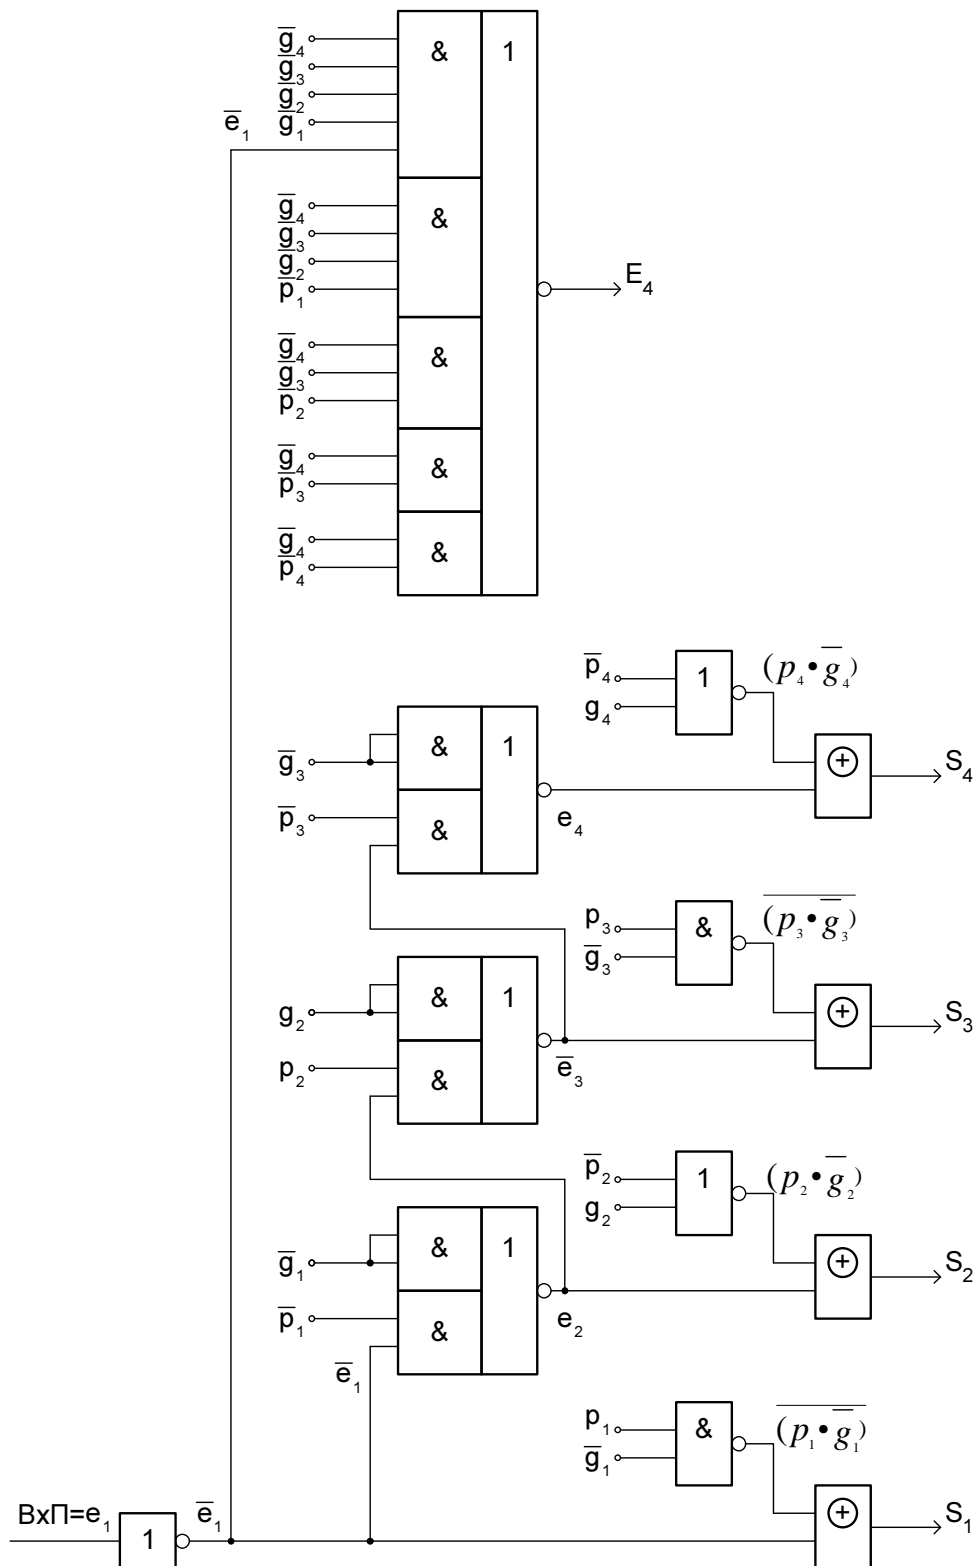 g̅₄ & 1
g̅₃
g̅₂
g̅₁
e̅₁
g̅₄ &
g̅₃
g̅₂
p̅₁
E₄
g̅₄ &
g̅₃
p̅₂
g̅₄ &
p̅₃
g̅₄ &
p̅₄
p̅₄ 1 (p₄•g̅₄)
g₄
& 1
g̅₃ ⊕ S₄
p̅₃ & e₄
p₃ & (p₃•g̅₃)̅
g̅₃
& 1
g₂ ⊕ S₃
p₂ & e̅₃
p̅₂ 1 (p₂•g̅₂)
g₂
& 1
g̅₁ ⊕ S₂
p̅₁ & e₂
e̅₁
p₁ & (p₁•g̅₁)̅
g̅₁
ВхП=e₁ 1 e̅₁ ⊕ S₁